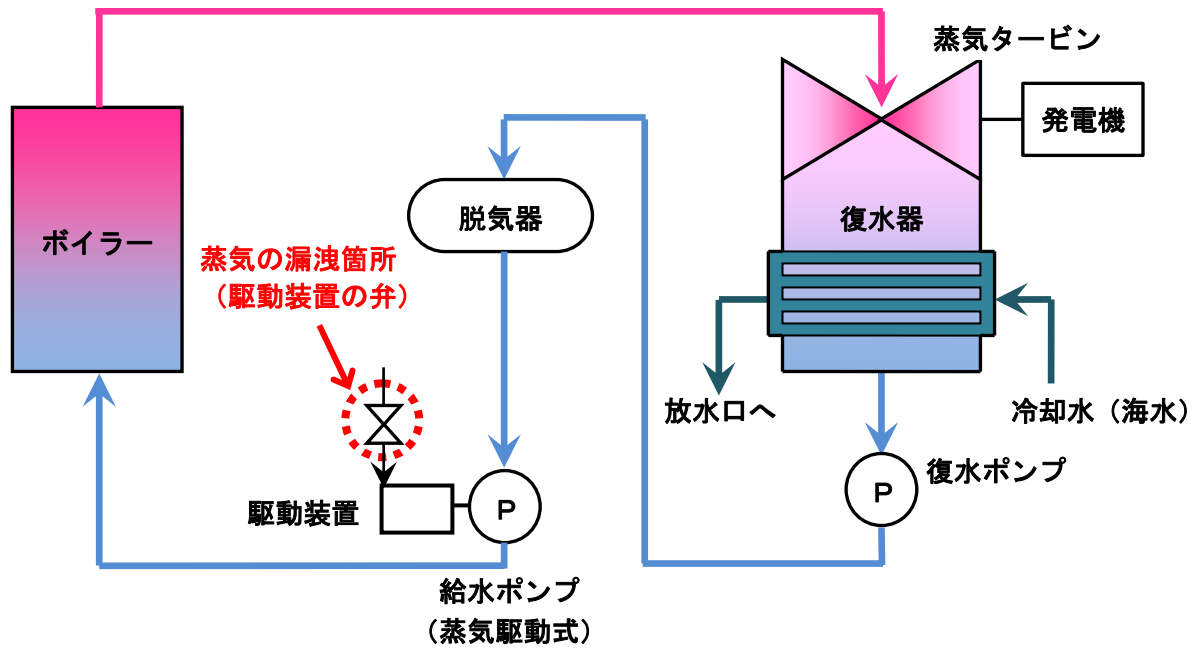 蒸気タービン
発電機
ボイラー
脱気器
復水器
蒸気の漏洩箇所
（駆動装置の弁）
放水口へ
冷却水（海水）
復水ポンプ
P
駆動装置
P
給水ポンプ
（蒸気駆動式）